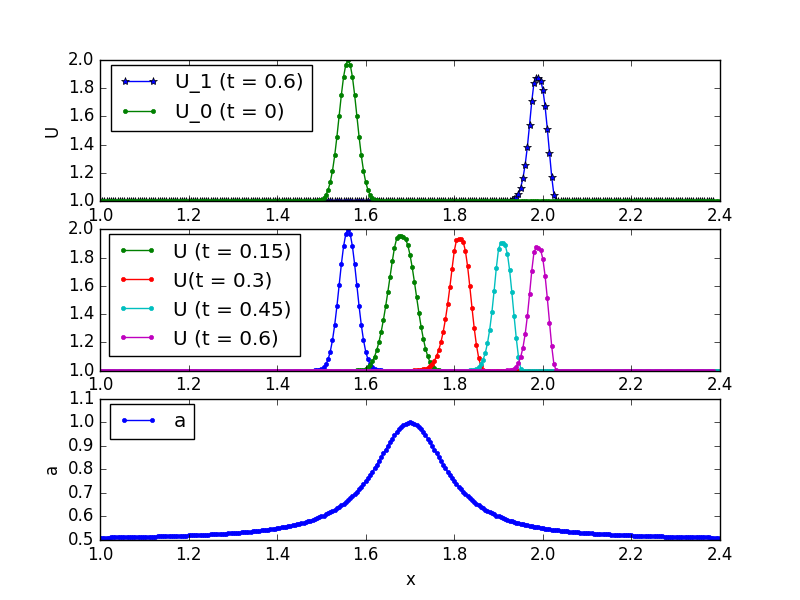 2.0
1.8
1.6
1.4
1.2
1.0
U
U_1 (t = 0.6)
U_0 (t = 0)
1.0 1.2 1.4 1.6 1.8 2.0 2.2 2.4
2.0
1.8
1.6
1.4
1.2
1.0
U
U (t = 0.15)
U(t = 0.3)
U (t = 0.45)
U (t = 0.6)
1.0 1.2 1.4 1.6 1.8 2.0 2.2 2.4
1.1
1.0
0.9
0.8
0.7
0.6
0.5
a
a
1.0 1.2 1.4 1.6 1.8 2.0 2.2 2.4
x